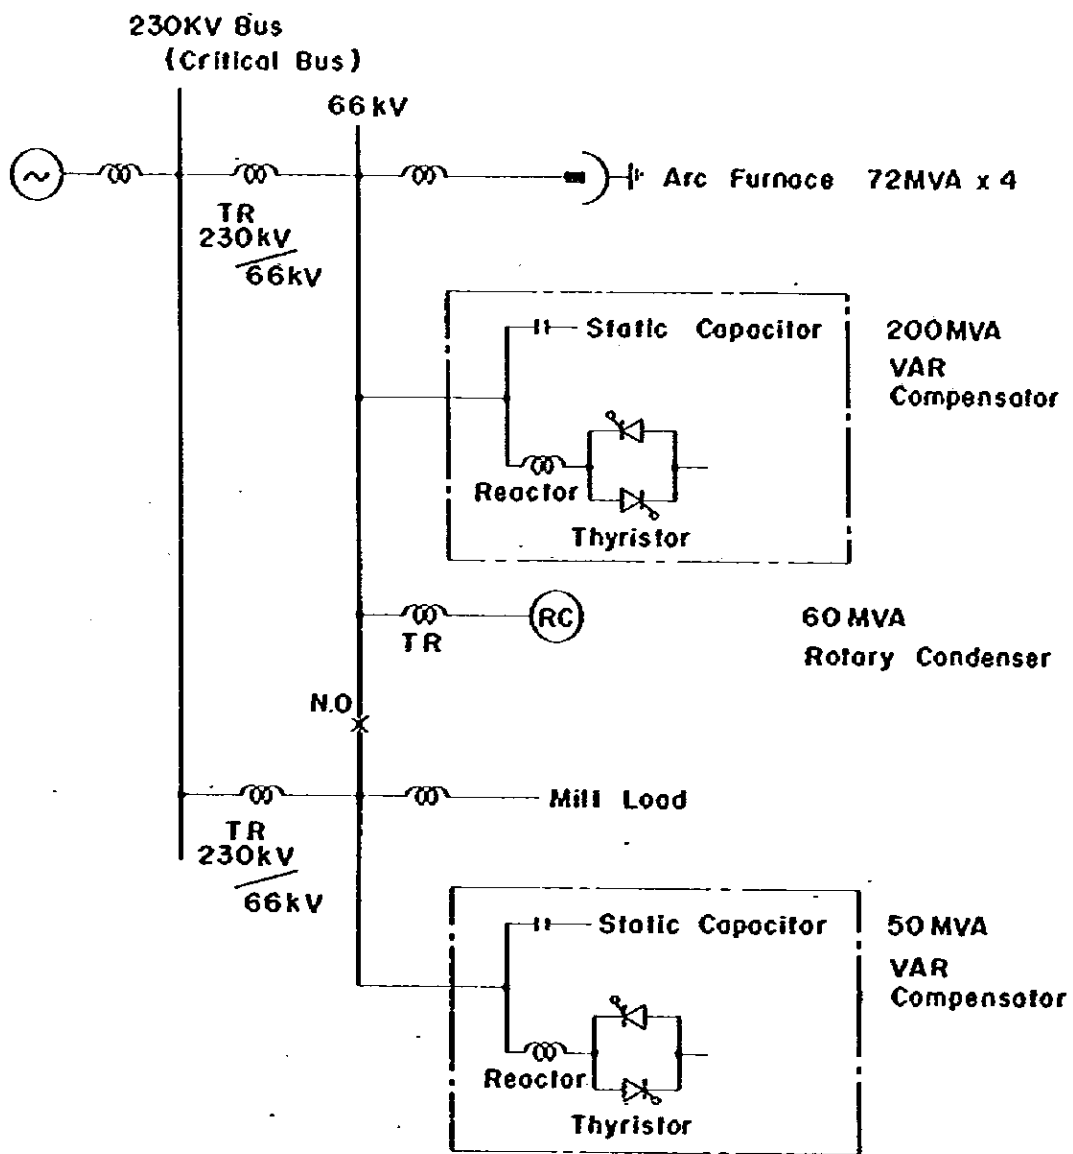 230KV Bus
(Critical Bus)
66kV
~
TR
230kV
66kV
Arc Furnace 72MVA x 4
Static Capacitor
200MVA
VAR
Compensator
Reactor
Thyristor
TR
RC
60MVA
Rotary Condenser
N.O
Mill Load
TR
230kV
66kV
Static Capacitor
50MVA
VAR
Compensator
Reactor
Thyristor